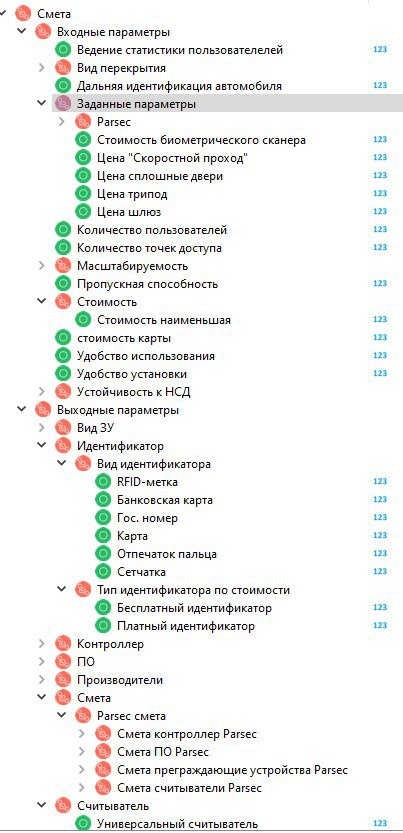 Смета
Входные параметры
Ведение статистики пользователелей 123
Вид перекрытия
Дальняя идентификация автомобиля 123
Заданные параметры
Parsec
Стоимость биометрического сканера 123
Цена "Скоростной проход" 123
Цена сплошные двери 123
Цена трипод 123
Цена шлюз 123
Количество пользователей 123
Количество точек доступа 123
Масштабируемость
Пропускная способность 123
Стоимость
Стоимость наименьшая 123
стоимость карты 123
Удобство использования 123
Удобство установки 123
Устойчивость к НСД
Выходные параметры
Вид ЗУ
Идентификатор
Вид идентификатора
RFID-метка 123
Банковская карта 123
Гос. номер 123
Карта 123
Отпечаток пальца 123
Сетчатка 123
Тип идентификатора по стоимости
Бесплатный идентификатор 123
Платный идентификатор 123
Контроллер
ПО
Производители
Смета
Parsec смета
Смета контроллер Parsec
Смета ПО Parsec
Смета преграждающие устройства Parsec
Смета считыватели Parsec
Считыватель
Универсальный считыватель 123